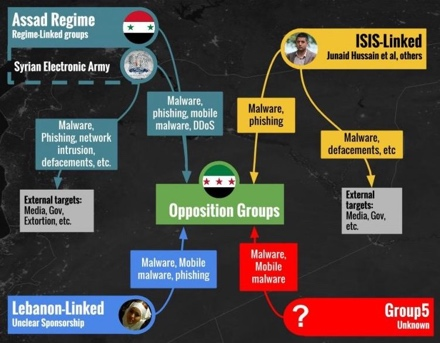 Assad Regime
Regime-Linked groups
Syrian Electronic Army
ISIS-Linked
Junaid Hussain et al, others
Malware,
phishing, mobile
malware, DDoS
Malware,
phishing
Malware,
Phishing, network
intrusion,
defacements, etc.
Malware,
defacements, etc
External targets:
Media, Gov,
Extortion, etc.
Opposition Groups
External
targets:
Media, Gov,
etc.
Malware, Mobile
malware, phishing
Malware,
Mobile
malware
Lebanon-Linked
Unclear Sponsorship
?
Group5
Unknown